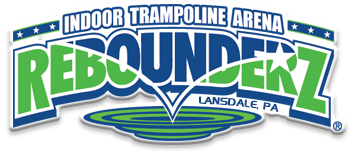 INDOOR TRAMPOLINE ARENA
REBOUNDERZ
LANSDALE, PA
®